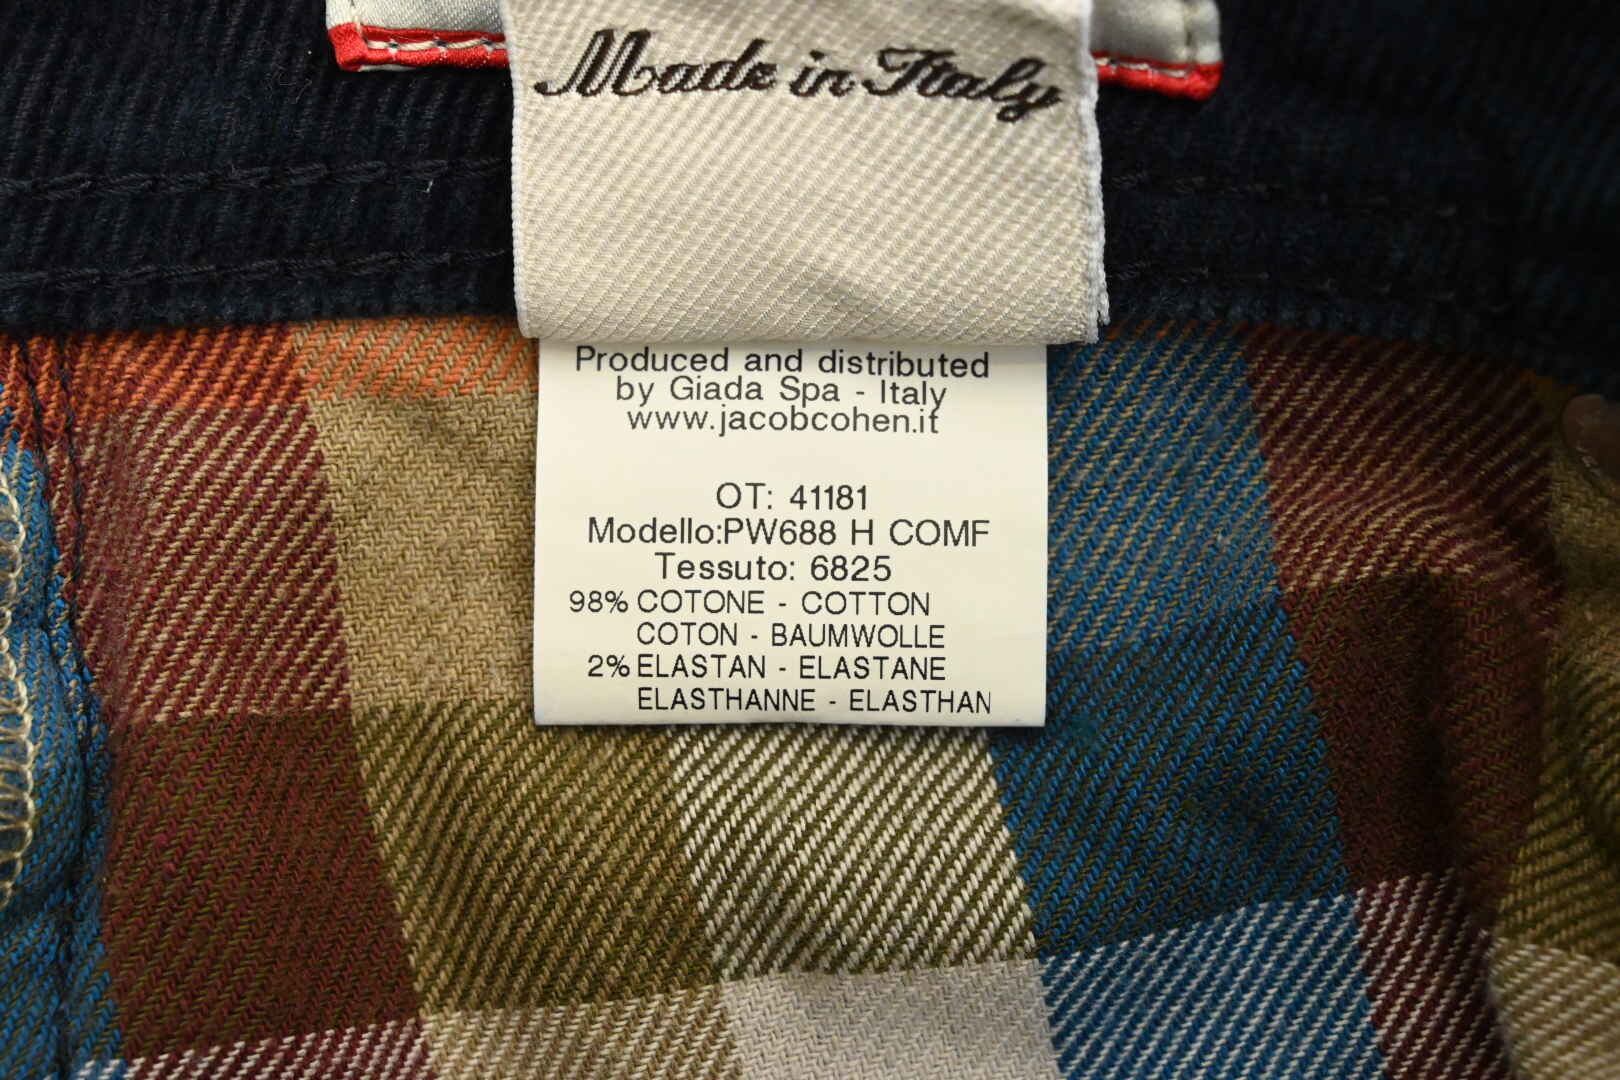 Made in Italy
Produced and distributed
by Giada Spa - Italy
www.jacobcohen.it
OT: 41181
Modello:PW688 H COMF
Tessuto: 6825
98% COTONE - COTTON
COTON - BAUMWOLLE
2% ELASTAN - ELASTANE
ELASTHANNE - ELASTHAN